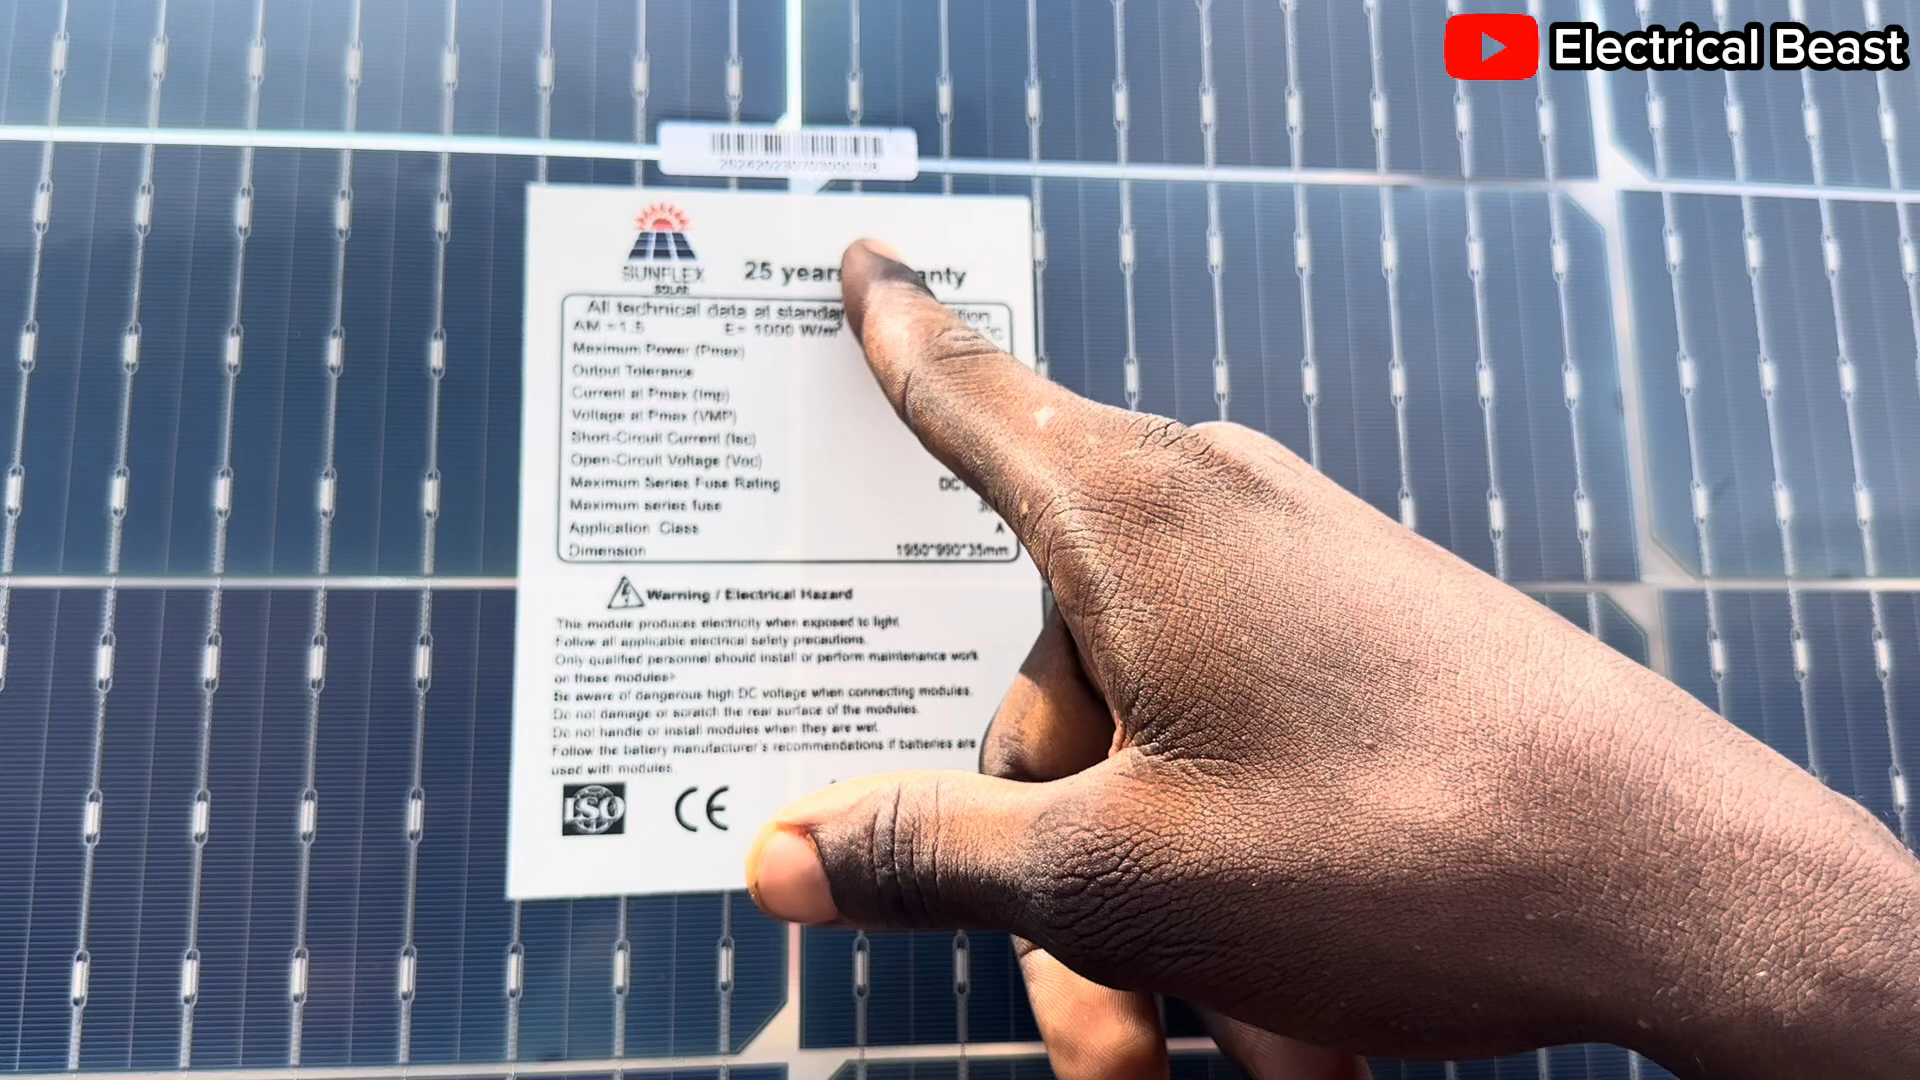 Electrical Beast
SUNFLEX
SOLAR
25 years
anty
All technical data at standar
ition
AM =1.5 E= 1000 W/m² °C
Maximum Power (Pmax)
Output Tolerance
Current at Pmax (Imp)
Voltage at Pmax (VMP)
Short-Circuit Current (Isc)
Open-Circuit Voltage (Voc)
Maximum Series Fuse Rating DC1
Maximum series fuse 30
Application Class A
Dimension 1950*990*35mm
Warning / Electrical Hazard
This module produces electricity when exposed to light.
Follow all applicable electrical safety precautions.
Only qualified personnel should install or perform maintenance work
on these modules>
Be aware of dangerous high DC voltage when connecting modules.
Do not damage or scratch the rear surface of the modules.
Do not handle or install modules when they are wet.
Follow the battery manufacturer's recommendations if batteries are
used with modules.
ISO CE